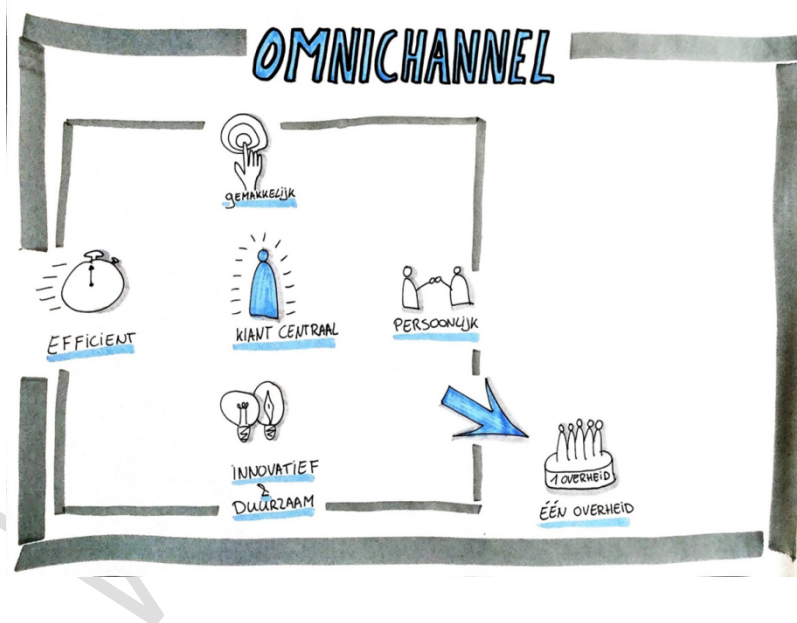 OMNICHANNEL
gEMAKKELIJK
EFFiCiENT
KlANT CENTRAAL
PERSOONLIJK
iNNOVATiEF
&
DUURZAAM
1 OVERHEiD
ÉÉN OVERHEiD